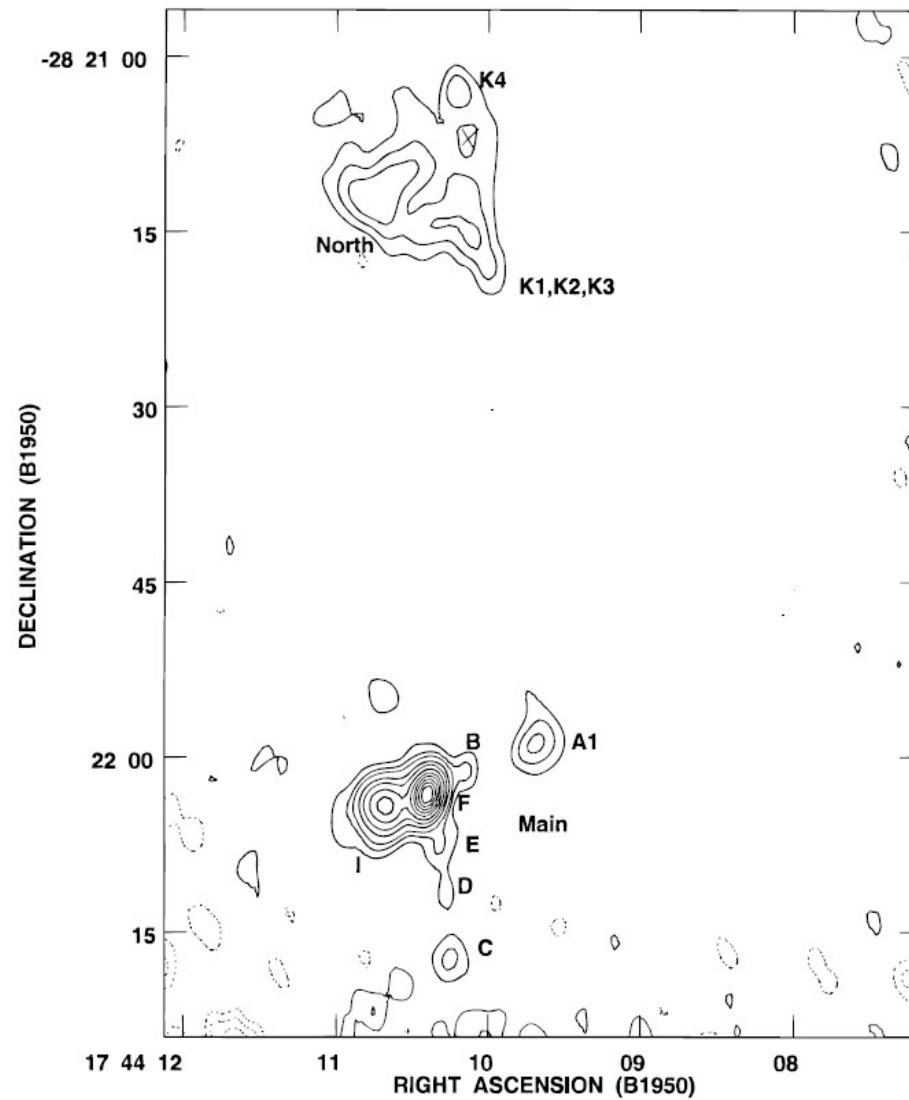 -28 21 00
K4
15
North
K1,K2,K3
30
DECLINATION (B1950)
45
B
A1
22 00
F
Main
E
I
D
15
C
17 44 12
11
10
09
08
RIGHT ASCENSION (B1950)